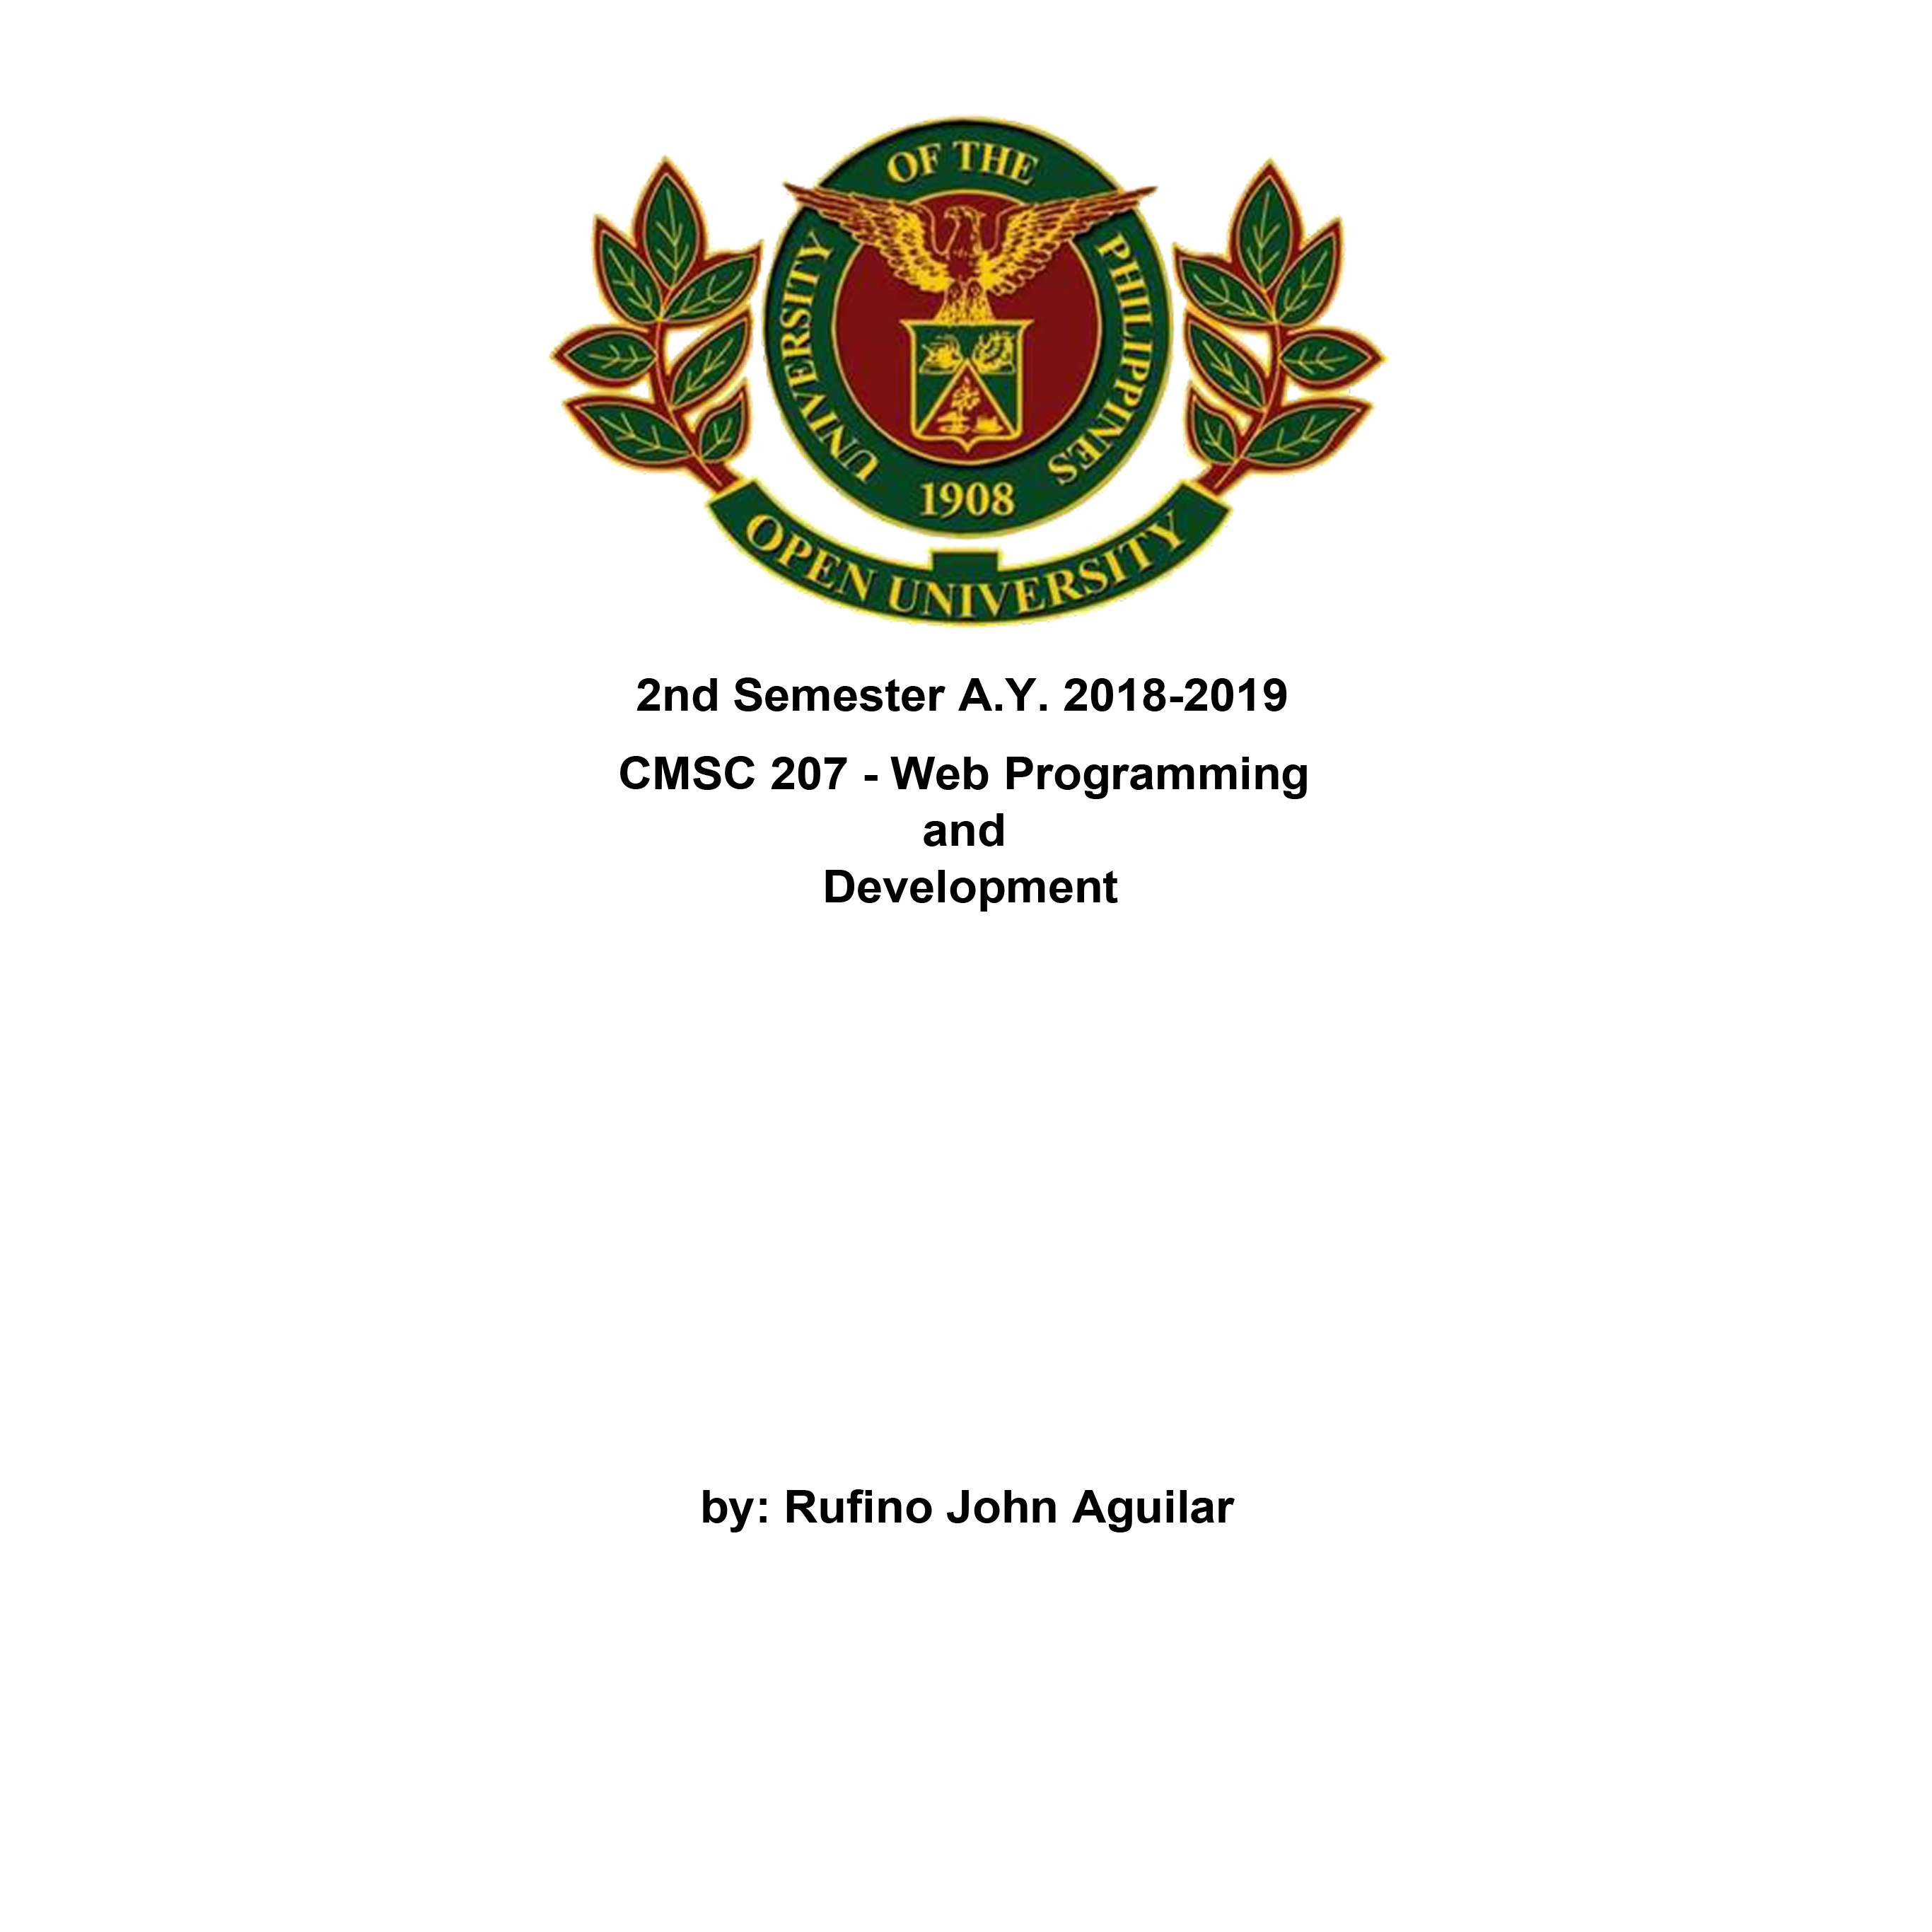 UNIVERSITY OF THE PHILIPPINES
1908
OPEN UNIVERSITY
2nd Semester A.Y. 2018-2019
CMSC 207 - Web Programming
and
Development
by: Rufino John Aguilar